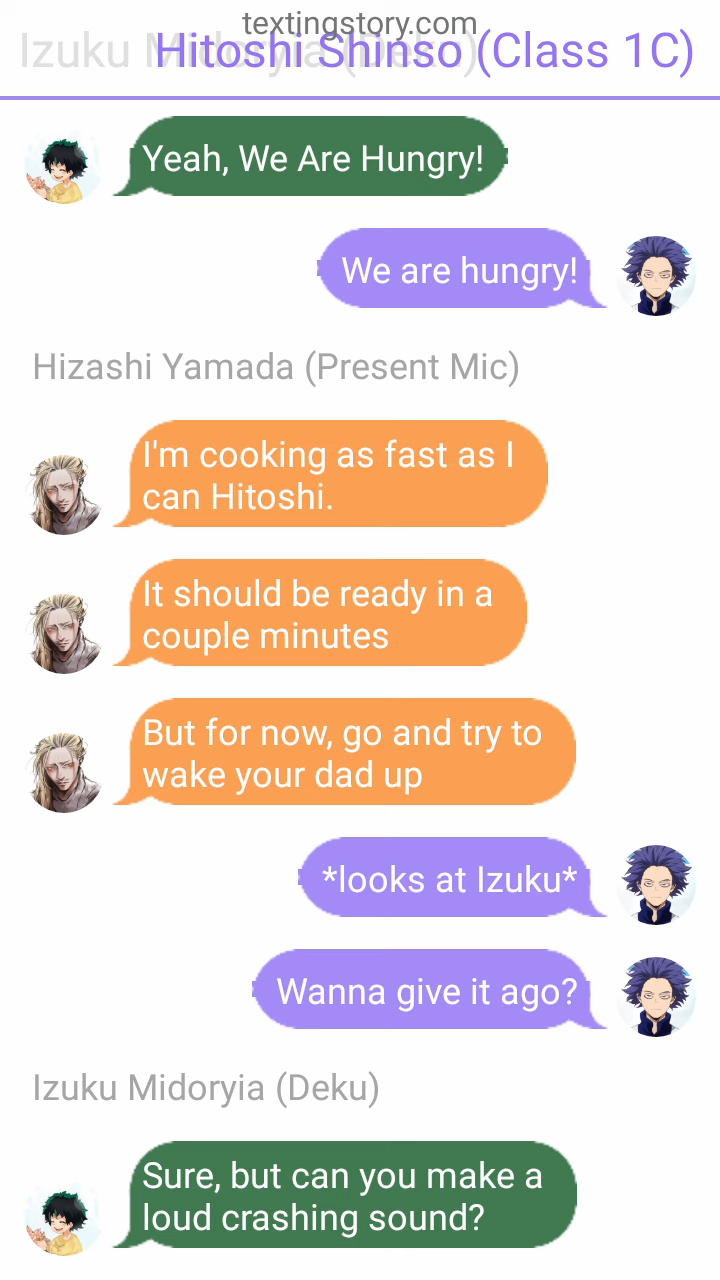 textingstory.com
Izuku Midoryia (Deku)
Hitoshi Shinso (Class 1C)
Yeah, We Are Hungry!
We are hungry!
Hizashi Yamada (Present Mic)
I'm cooking as fast as I
can Hitoshi.
It should be ready in a
couple minutes
But for now, go and try to
wake your dad up
*looks at Izuku*
Wanna give it ago?
Izuku Midoryia (Deku)
Sure, but can you make a
loud crashing sound?